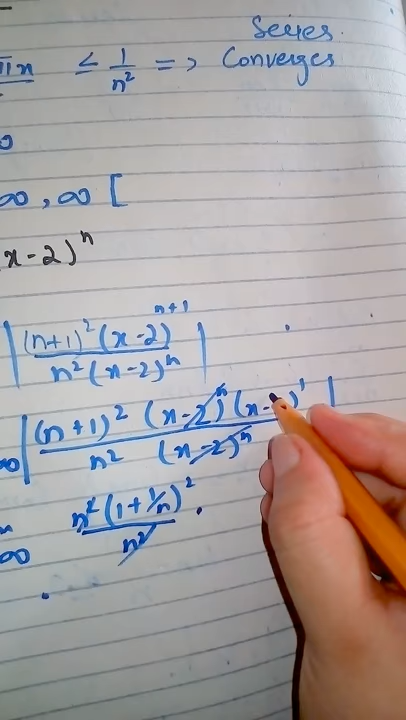 Series
πx ≤ 1/n² => Converges
∞, ∞ [
x-2)ⁿ
| (n+1)² (x-2)ⁿ⁺¹ / n² (x-2)ⁿ |
∞ | (n+1)² (x-2)ⁿ (x- )¹ / n² (x-2)ⁿ |
n²(1+1/n)² / n² .
∞